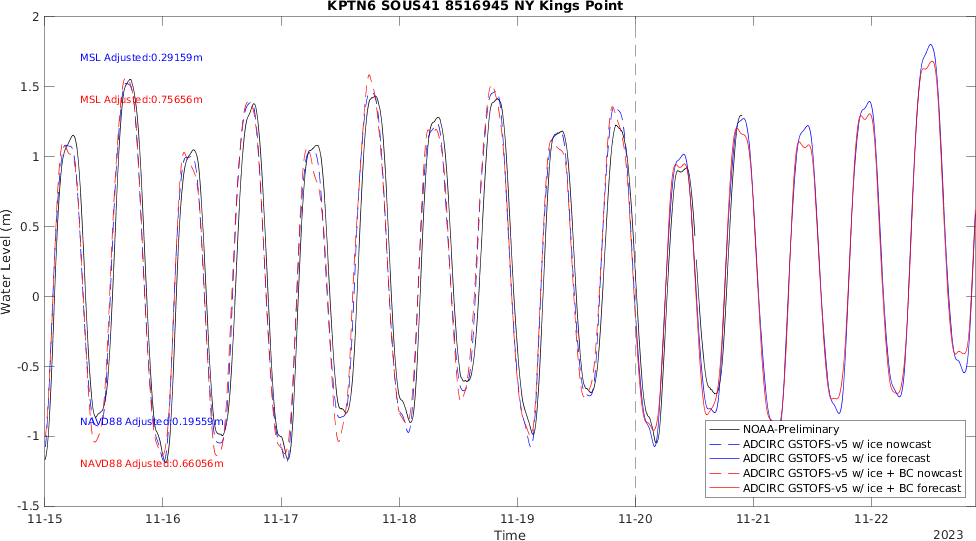 KPTN6 SOUS41 8516945 NY Kings Point
2
1.5
1
0.5
0
-0.5
-1
-1.5
Water Level (m)
MSL Adjusted:0.29159m
MSL Adjusted:0.75656m
NAVD88 Adjusted:0.19559m
NAVD88 Adjusted:0.66056m
NOAA-Preliminary
ADCIRC GSTOFS-v5 w/ ice nowcast
ADCIRC GSTOFS-v5 w/ ice forecast
ADCIRC GSTOFS-v5 w/ ice + BC nowcast
ADCIRC GSTOFS-v5 w/ ice + BC forecast
11-15 11-16 11-17 11-18 11-19 11-20 11-21 11-22
Time
2023